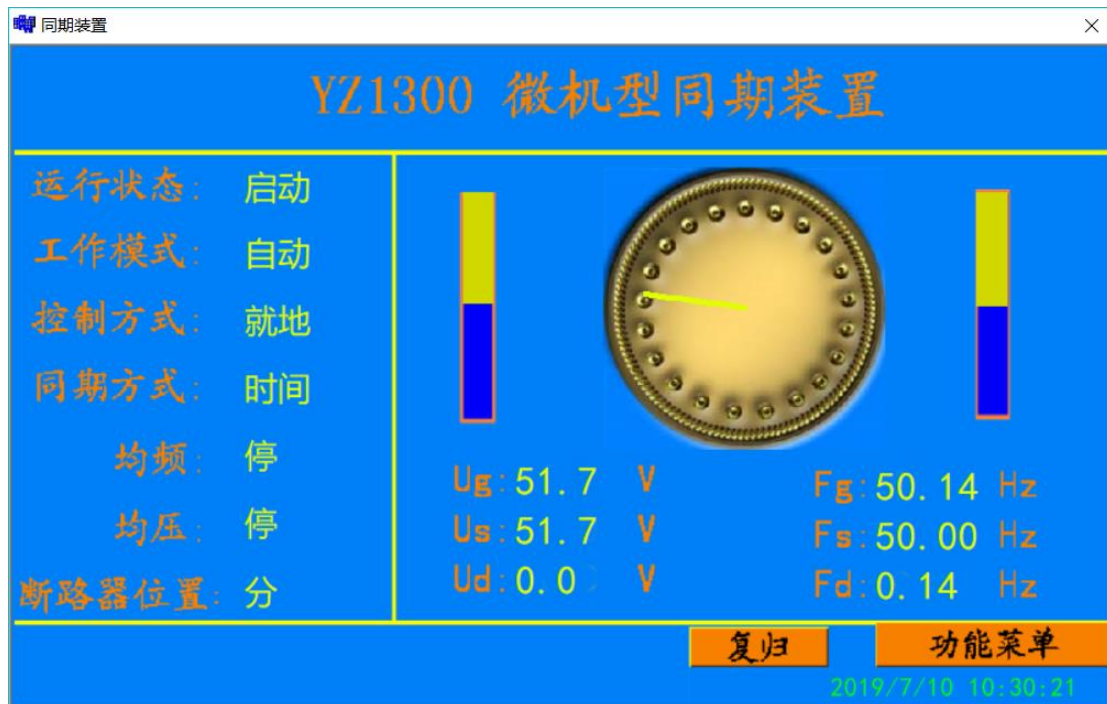 同期装置
YZ1300 微机型同期装置
运行状态: 启动
工作模式: 自动
控制方式: 就地
同期方式: 时间
均频: 停
均压: 停
断路器位置: 分
Ug:51.7 V
Us:51.7 V
Ud:0.0 V
Fg:50.14 Hz
Fs:50.00 Hz
Fd:0.14 Hz
复归
功能菜单
2019/7/10 10:30:21